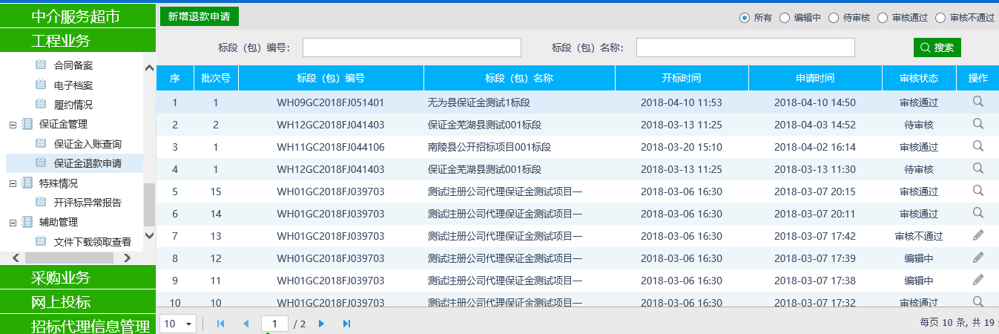 中介服务超市
工程业务
合同备案
电子档案
履约情况
保证金管理
保证金入账查询
保证金退款申请
特殊情况
开评标异常报告
辅助管理
文件下载领取查看
采购业务
网上投标
招标代理信息管理
新增退款申请
所有 编辑中 待审核 审核通过 审核不通过
标段（包）编号： 标段（包）名称： 搜索
序 批次号 标段（包）编号 标段（包）名称 开标时间 申请时间 审核状态 操作
1 1 WH09GC2018FJ051401 无为县保证金测试1标段 2018-04-10 11:53 2018-04-10 14:50 审核通过
2 2 WH12GC2018FJ041403 保证金芜湖县测试001标段 2018-03-13 11:25 2018-04-03 14:52 待审核
3 1 WH11GC2018FJ044106 南陵县公开招标项目001标段 2018-03-20 15:10 2018-04-02 16:14 审核通过
4 1 WH12GC2018FJ041403 保证金芜湖县测试001标段 2018-03-13 11:25 2018-03-13 11:30 待审核
5 15 WH01GC2018FJ039703 测试注册公司代理保证金测试项目一 2018-03-06 16:30 2018-03-07 20:15 审核通过
6 14 WH01GC2018FJ039703 测试注册公司代理保证金测试项目一 2018-03-06 16:30 2018-03-07 20:11 审核通过
7 13 WH01GC2018FJ039703 测试注册公司代理保证金测试项目一 2018-03-06 16:30 2018-03-07 17:42 审核不通过
8 12 WH01GC2018FJ039703 测试注册公司代理保证金测试项目一 2018-03-06 16:30 2018-03-07 17:39 编辑中
9 11 WH01GC2018FJ039703 测试注册公司代理保证金测试项目一 2018-03-06 16:30 2018-03-07 17:38 编辑中
10 10 WH01GC2018FJ039703 测试注册公司代理保证金测试项目一 2018-03-06 16:30 2018-03-07 17:32 审核通过
10 1 / 2 每页 10 条, 共 19